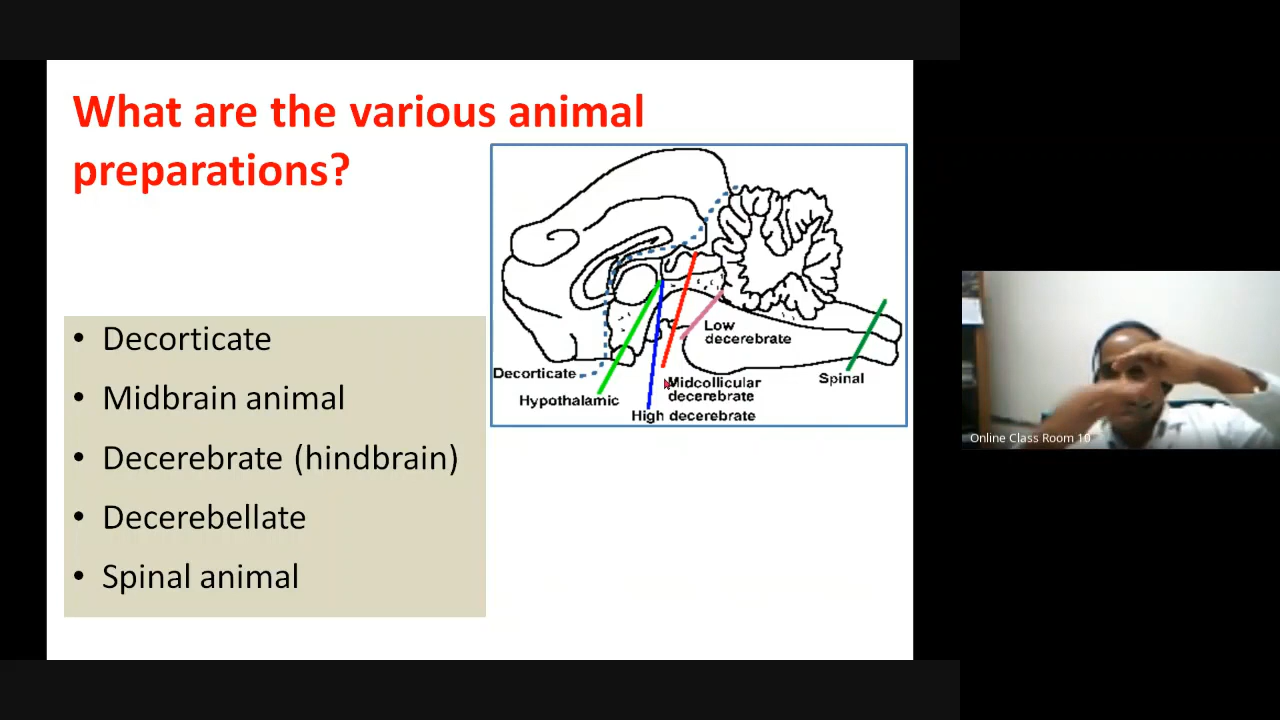 What are the various animal
preparations?
• Decorticate
• Midbrain animal
• Decerebrate (hindbrain)
• Decerebellate
• Spinal animal
Low
decerebrate
Decorticate
Midcollicular
decerebrate
Spinal
Hypothalamic
High decerebrate
Online Class Room 10